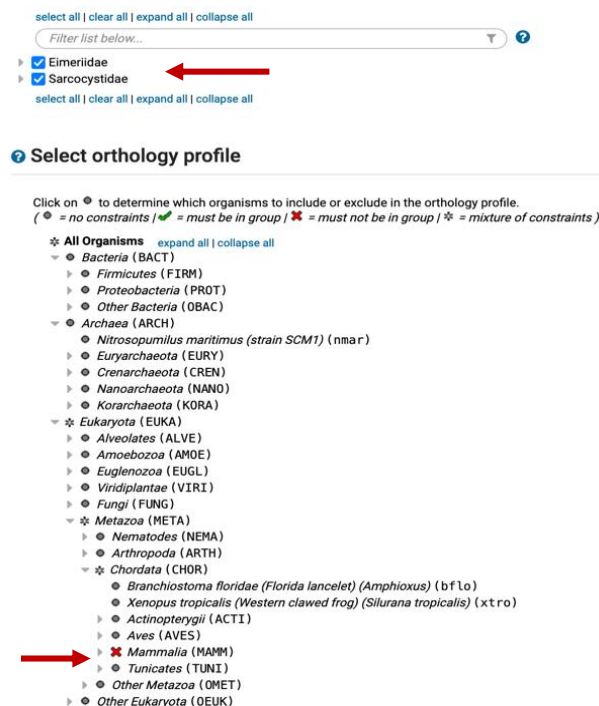 select all | clear all | expand all | collapse all
Filter list below...
Eimeriidae
Sarcocystidae
select all | clear all | expand all | collapse all
Select orthology profile
Click on to determine which organisms to include or exclude in the orthology profile.
( = no constraints | = must be in group | = must not be in group | = mixture of constraints )
All Organisms expand all | collapse all
Bacteria (BACT)
Firmicutes (FIRM)
Proteobacteria (PROT)
Other Bacteria (OBAC)
Archaea (ARCH)
Nitrosopumilus maritimus (strain SCM1) (nmar)
Euryarchaeota (EURY)
Crenarchaeota (CREN)
Nanoarchaeota (NANO)
Korarchaeota (KORA)
Eukaryota (EUKA)
Alveolates (ALVE)
Amoebozoa (AMOE)
Euglenozoa (EUGL)
Viridiplantae (VIRI)
Fungi (FUNG)
Metazoa (META)
Nematodes (NEMA)
Arthropoda (ARTH)
Chordata (CHOR)
Branchiostoma floridae (Florida lancelet) (Amphioxus) (bflo)
Xenopus tropicalis (Western clawed frog) (Silurana tropicalis) (xtro)
Actinopterygii (ACTI)
Aves (AVES)
Mammalia (MAMM)
Tunicates (TUNI)
Other Metazoa (OMET)
Other Eukaryota (OEUK)